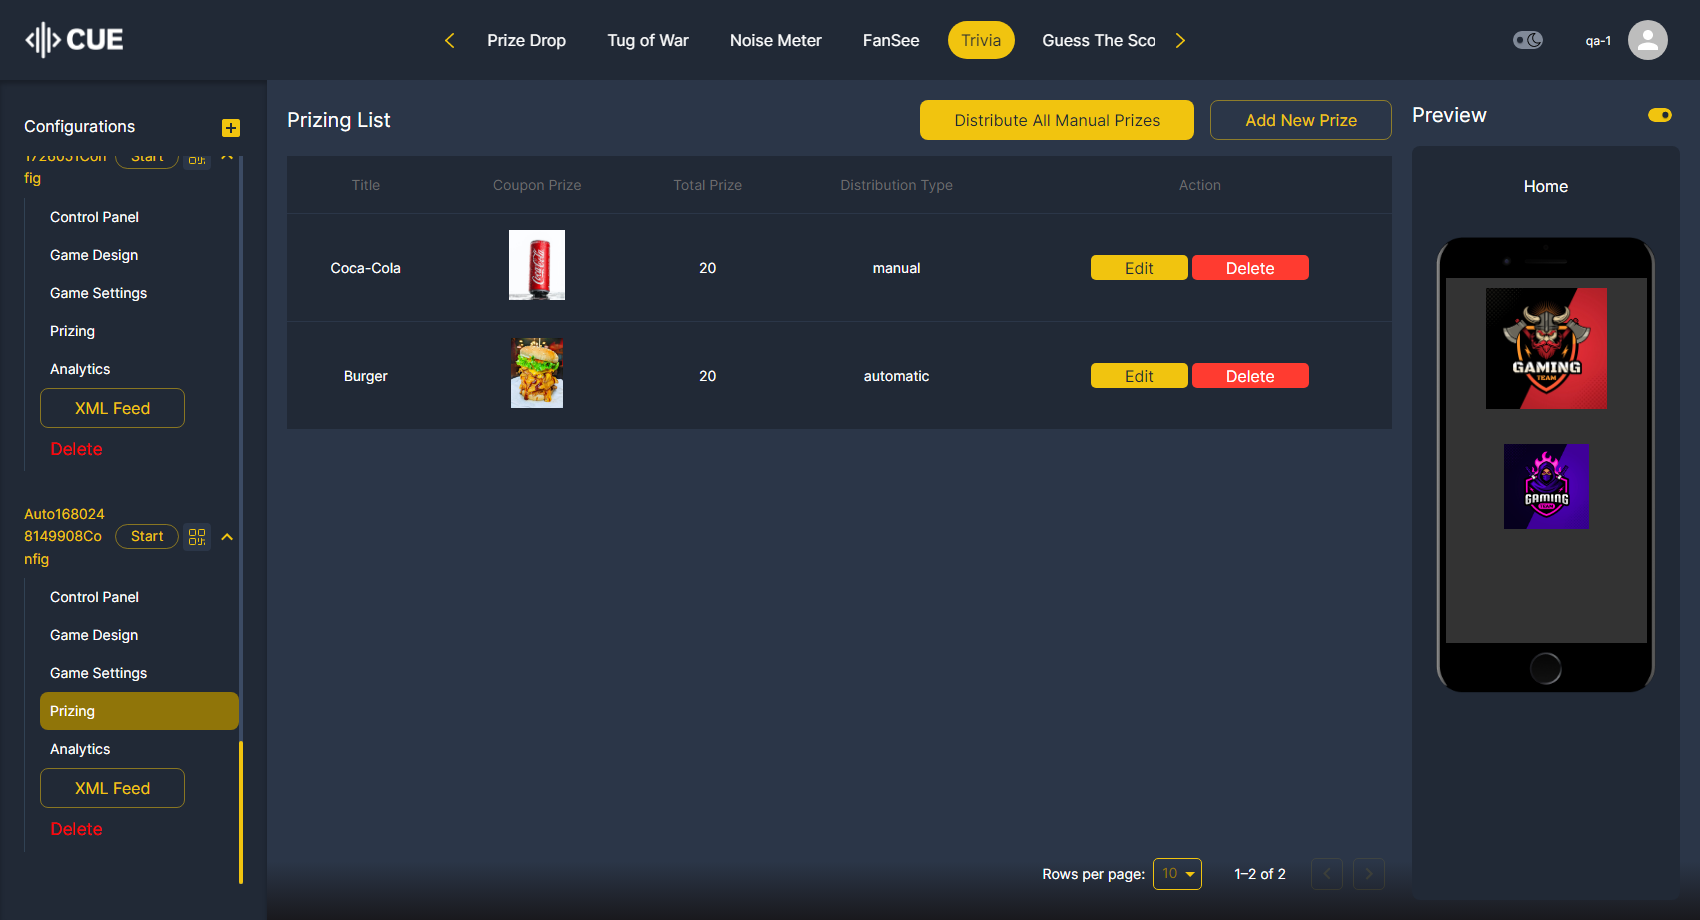 CUE
Prize Drop
Tug of War
Noise Meter
FanSee
Trivia
Guess The Sco
qa-1
Configurations
1726051Con
fig
Start
Control Panel
Game Design
Game Settings
Prizing
Analytics
XML Feed
Delete
Auto168024
8149908Co
nfig
Start
Control Panel
Game Design
Game Settings
Prizing
Analytics
XML Feed
Delete
Prizing List
Distribute All Manual Prizes
Add New Prize
Title
Coupon Prize
Total Prize
Distribution Type
Action
Coca-Cola
Coca-Cola
20
manual
Edit
Delete
Burger
20
automatic
Edit
Delete
Rows per page:
10
1–2 of 2
Preview
Home
GAMING
TEAM
GAMING
TEAM